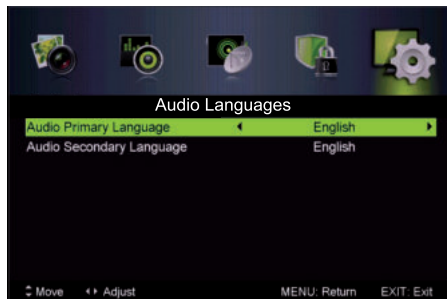 Audio Languages
Audio Primary Language English
Audio Secondary Language English
Move Adjust MENU: Return EXIT: Exit